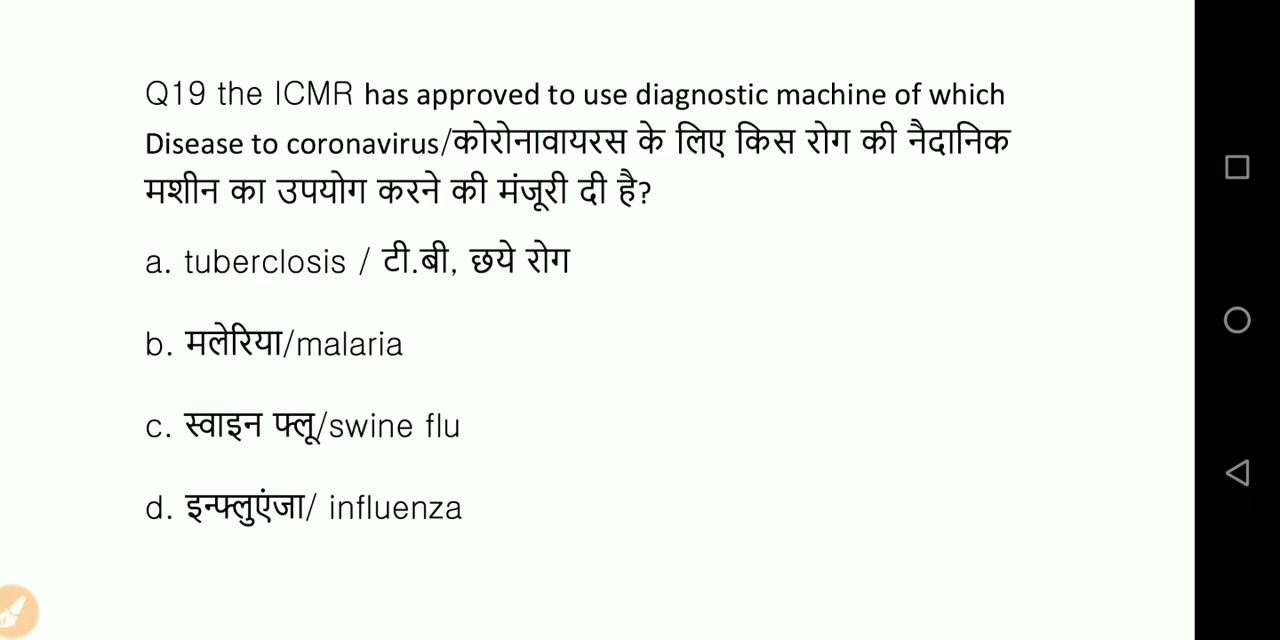 Q19 the ICMR has approved to use diagnostic machine of which
Disease to coronavirus/कोरोनावायरस के लिए किस रोग की नैदानिक
मशीन का उपयोग करने की मंजूरी दी है?
a. tuberclosis / टी.बी, छये रोग
b. मलेरिया/malaria
c. स्वाइन फ्लू/swine flu
d. इन्फ्लुएंजा/ influenza